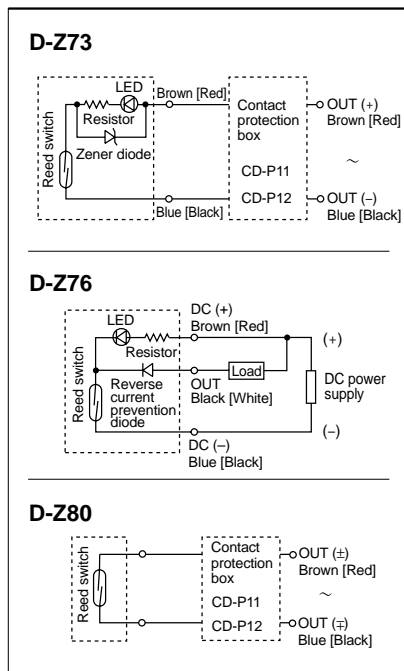 D-Z73
LED
Brown [Red]
Resistor
Zener diode
Reed switch
Blue [Black]
Contact
protection
box
CD-P11
CD-P12
OUT (+)
Brown [Red]
～
OUT (−)
Blue [Black]
D-Z76
LED
DC (+)
Brown [Red]
Resistor
Reed switch
Reverse
current
prevention
diode
OUT
Black [White]
Load
(+)
DC power
supply
(−)
DC (−)
Blue [Black]
D-Z80
Reed switch
Contact
protection
box
CD-P11
CD-P12
OUT (±)
Brown [Red]
～
OUT (∓)
Blue [Black]